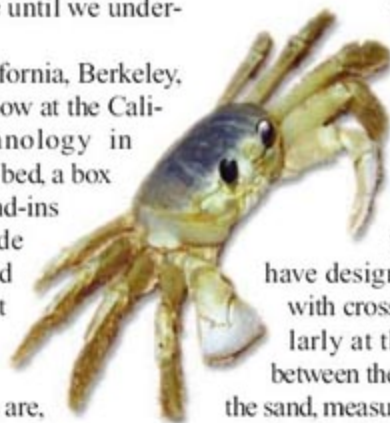 e until we under-
fornia, Berkeley,
ow at the Cali-
nology in
bed, a box
nd-ins
de
d
t
are,
have design
with cross
larly at th
between the
the sand, measu